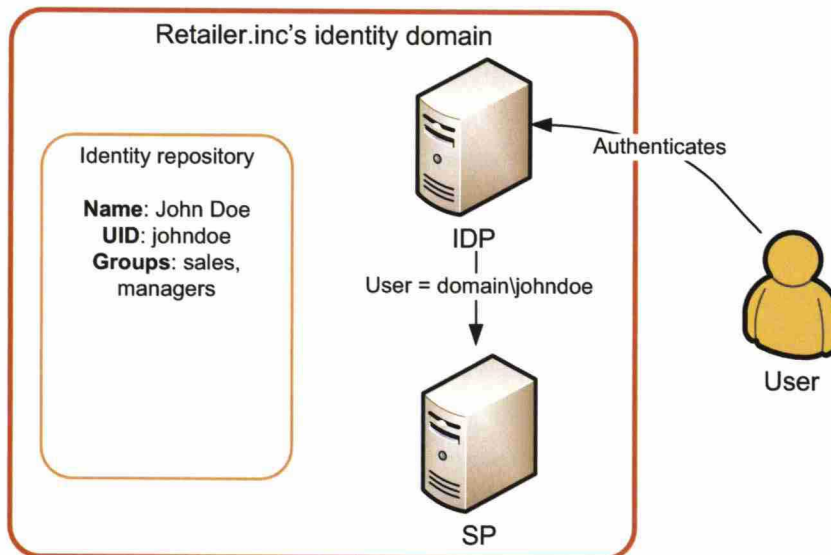 Retailer.inc's identity domain
Identity repository
Name: John Doe
UID: johndoe
Groups: sales,
managers
Authenticates
IDP
User = domain\johndoe
User
SP